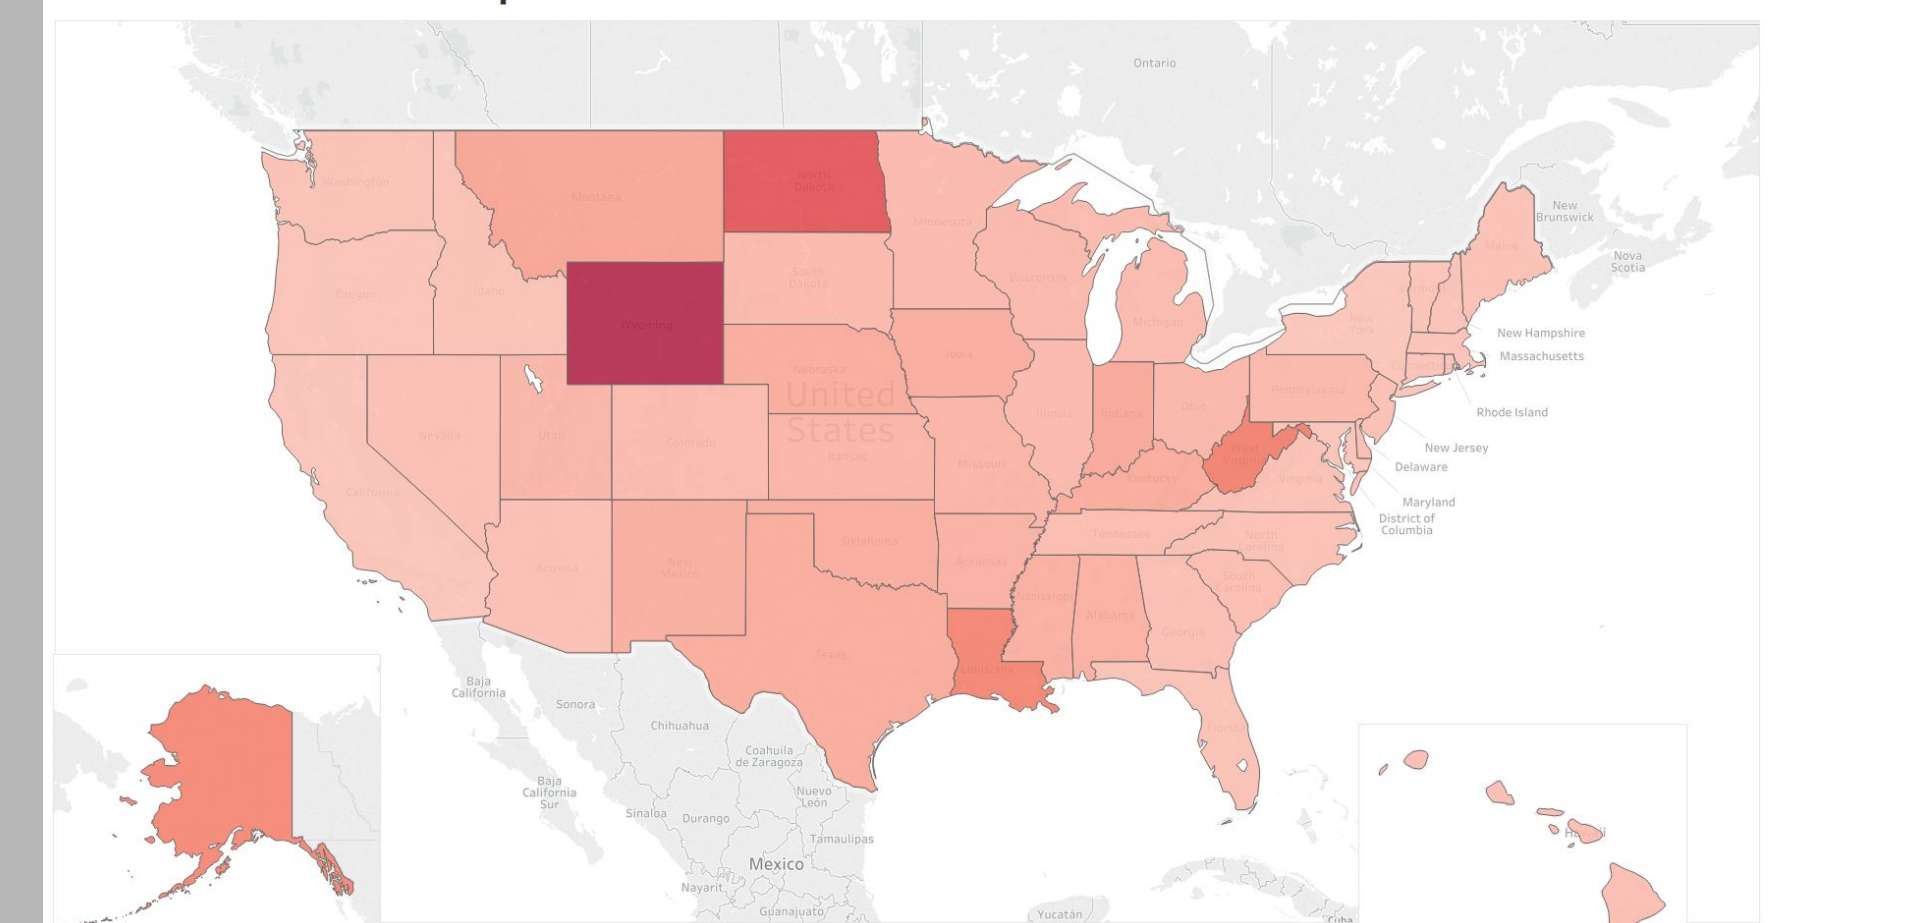 Ontario
Washington
Montana
North
Dakota
New
Brunswick
Minnesota
Maine
Nova
Scotia
South
Dakota
Wisconsin
Oregon
Idaho
Vermont
Michigan
New
York
Wyoming
New Hampshire
Iowa
Massachusetts
Connecticut
Nebraska
Pennsylvania
United
States
Illinois
Indiana
Ohio
Rhode Island
Nevada
Utah
Colorado
West
Virginia
New Jersey
Kansas
Missouri
Delaware
Kentucky
Virginia
California
Maryland
District of
Columbia
Tennessee
North
Carolina
Oklahoma
Arizona
New
Mexico
Arkansas
South
Carolina
Mississippi
Alabama
Georgia
Texas
Louisiana
Baja
California
Sonora
Chihuahua
Florida
Coahuila
de Zaragoza
Baja
California
Sur
Nuevo
León
Sinaloa
Durango
Tamaulipas
Hawaii
Mexico
Nayarit
Guanajuato
Yucatán
Cuba